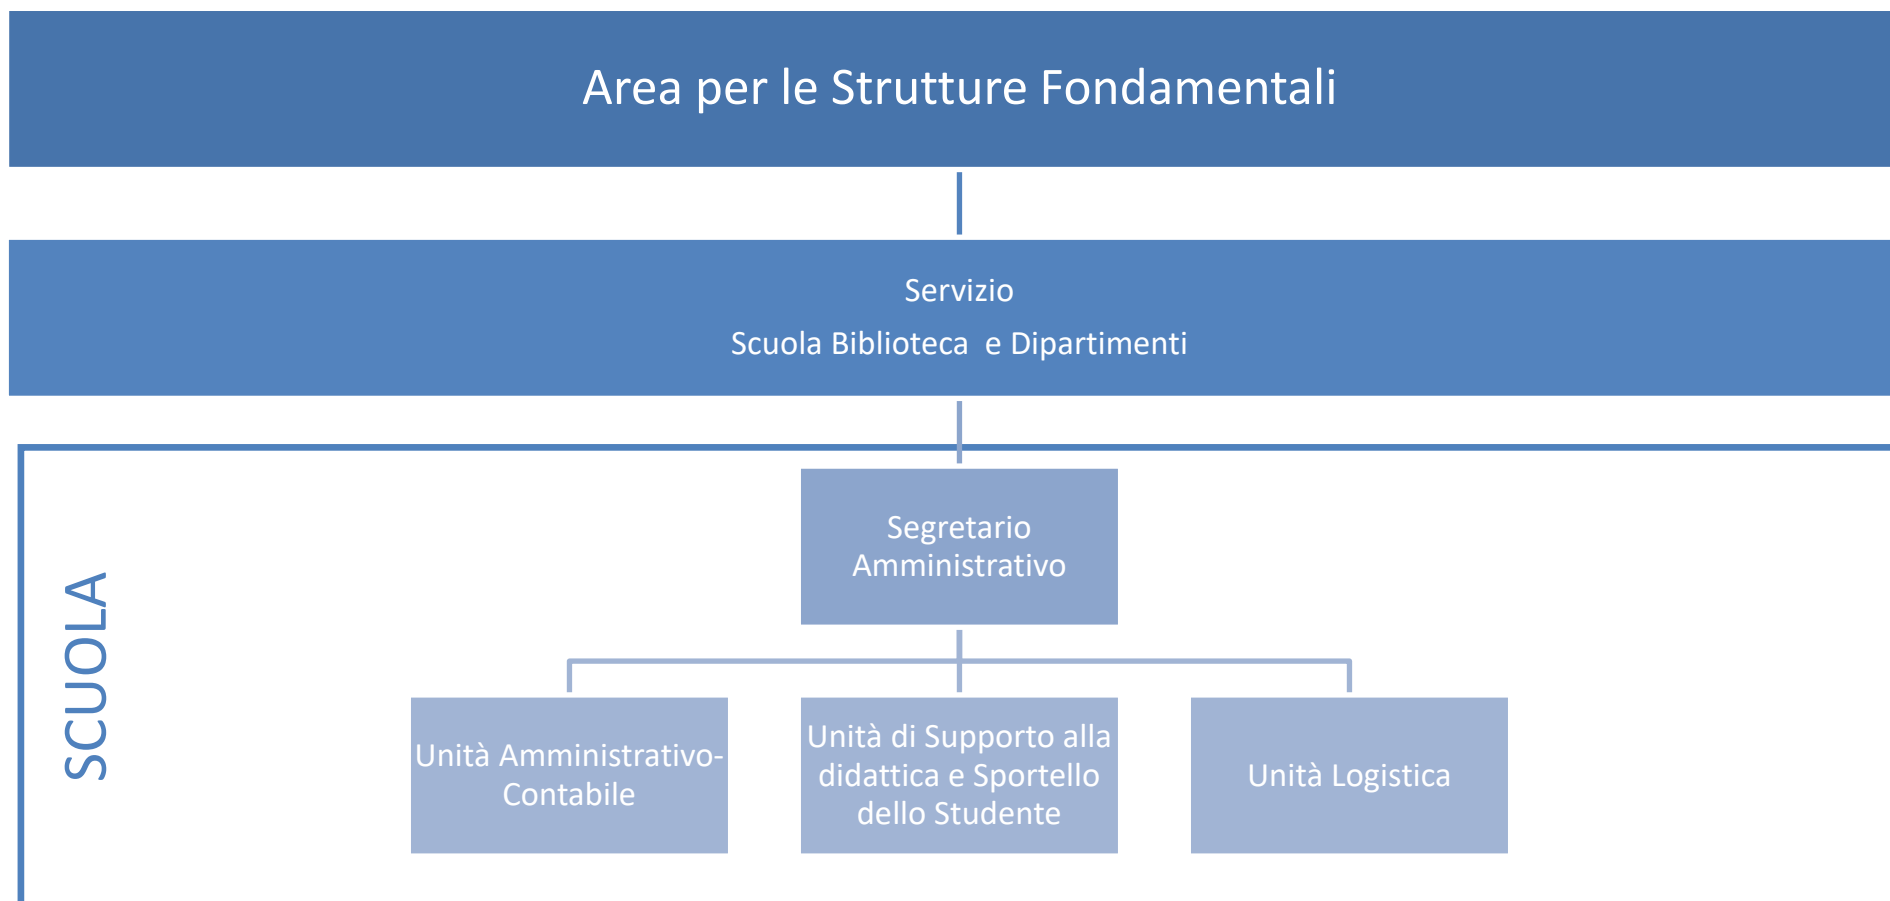 Area per le Strutture Fondamentali
Servizio
Scuola Biblioteca  e Dipartimenti
SCUOLA
Segretario
Amministrativo
Unità Amministrativo-
Contabile
Unità di Supporto alla
didattica e Sportello
dello Studente
Unità Logistica